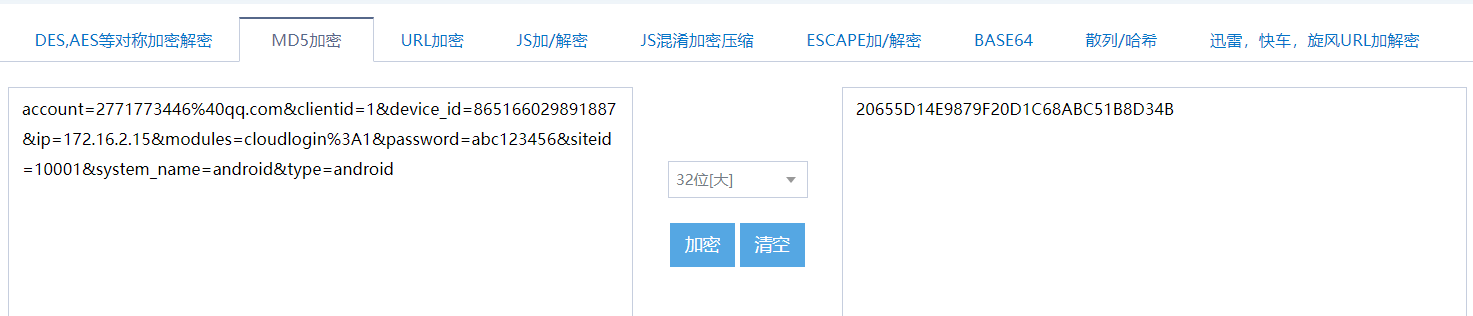 DES,AES等对称加密解密 MD5加密 URL加密 JS加/解密 JS混淆加密压缩 ESCAPE加/解密 BASE64 散列/哈希 迅雷，快车，旋风URL加解密
account=2771773446%40qq.com&clientid=1&device_id=865166029891887
&ip=172.16.2.15&modules=cloudlogin%3A1&password=abc123456&siteid
=10001&system_name=android&type=android
32位[大]
加密 清空
20655D14E9879F20D1C68ABC51B8D34B